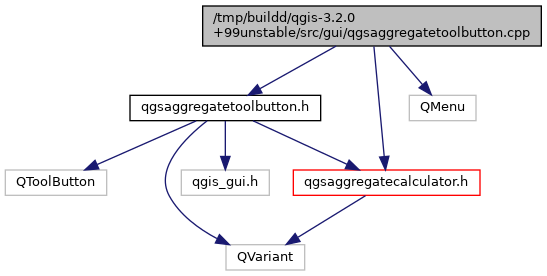 /tmp/buildd/qgis-3.2.0
+99unstable/src/gui/qgsaggregatetoolbutton.cpp
qgsaggregatetoolbutton.h
QMenu
QToolButton
qgis_gui.h
qgsaggregatecalculator.h
QVariant